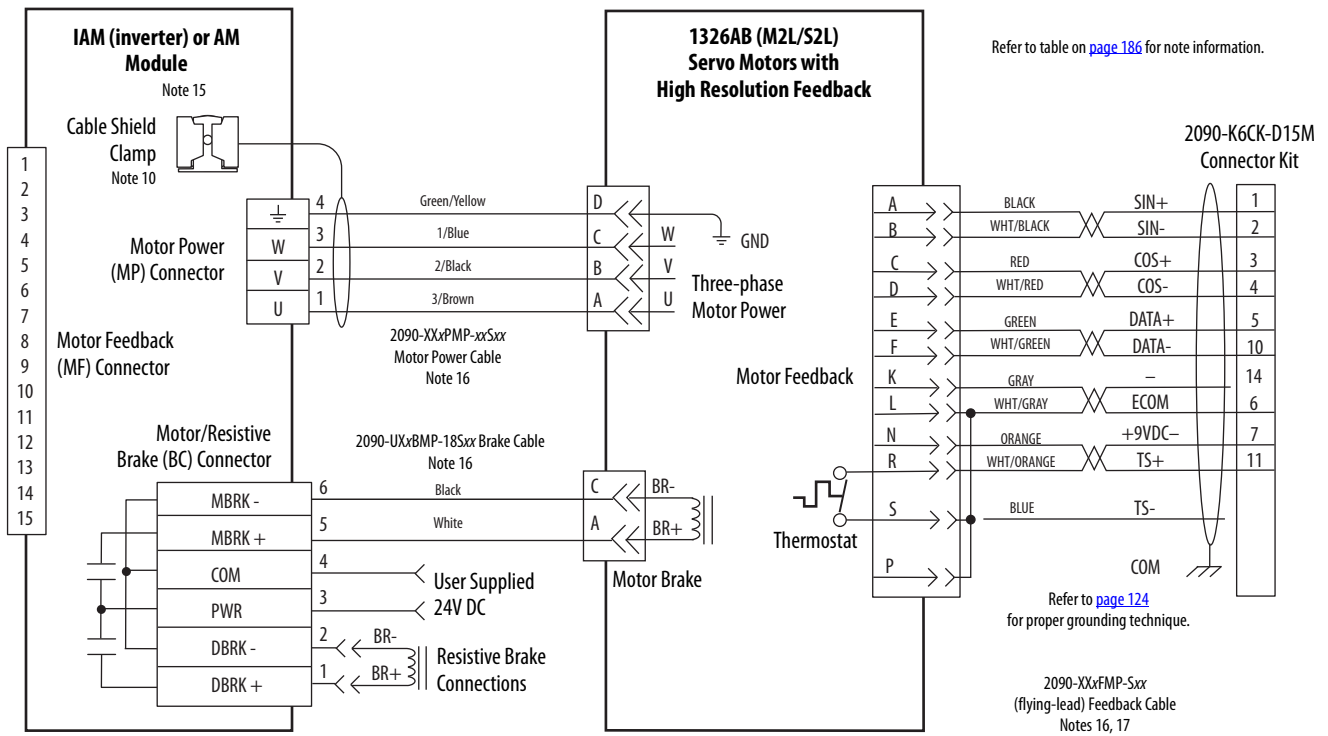 IAM (inverter) or AM
Module
Note 15
Cable Shield
Clamp
Note 10
1
2
3
4
5
6
7
8
9
10
11
12
13
14
15
Motor Power
(MP) Connector
W
V
U
4
3
2
1
Green/Yellow
1/Blue
2/Black
3/Brown
2090-XXxPMP-xxSxx
Motor Power Cable
Note 16
Motor Feedback
(MF) Connector
Motor/Resistive
Brake (BC) Connector
2090-UXxBMP-18Sxx Brake Cable
Note 16
MBRK -
MBRK +
COM
PWR
DBRK -
DBRK +
6
5
4
3
2
1
Black
White
User Supplied
24V DC
BR-
BR+
Resistive Brake
Connections
1326AB (M2L/S2L)
Servo Motors with
High Resolution Feedback
D
C
B
A
W
V
U
GND
Three-phase
Motor Power
C
A
BR-
BR+
Motor Brake
Motor Feedback
Thermostat
A
B
C
D
E
F
K
L
N
R
S
P
Refer to table on page 186 for note information.
2090-K6CK-D15M
Connector Kit
BLACK SIN+ 1
WHT/BLACK SIN- 2
RED COS+ 3
WHT/RED COS- 4
GREEN DATA+ 5
WHT/GREEN DATA- 10
GRAY – 14
WHT/GRAY ECOM 6
ORANGE +9VDC– 7
WHT/ORANGE TS+ 11
BLUE TS-
COM
Refer to page 124
for proper grounding technique.
2090-XXxFMP-Sxx
(flying-lead) Feedback Cable
Notes 16, 17